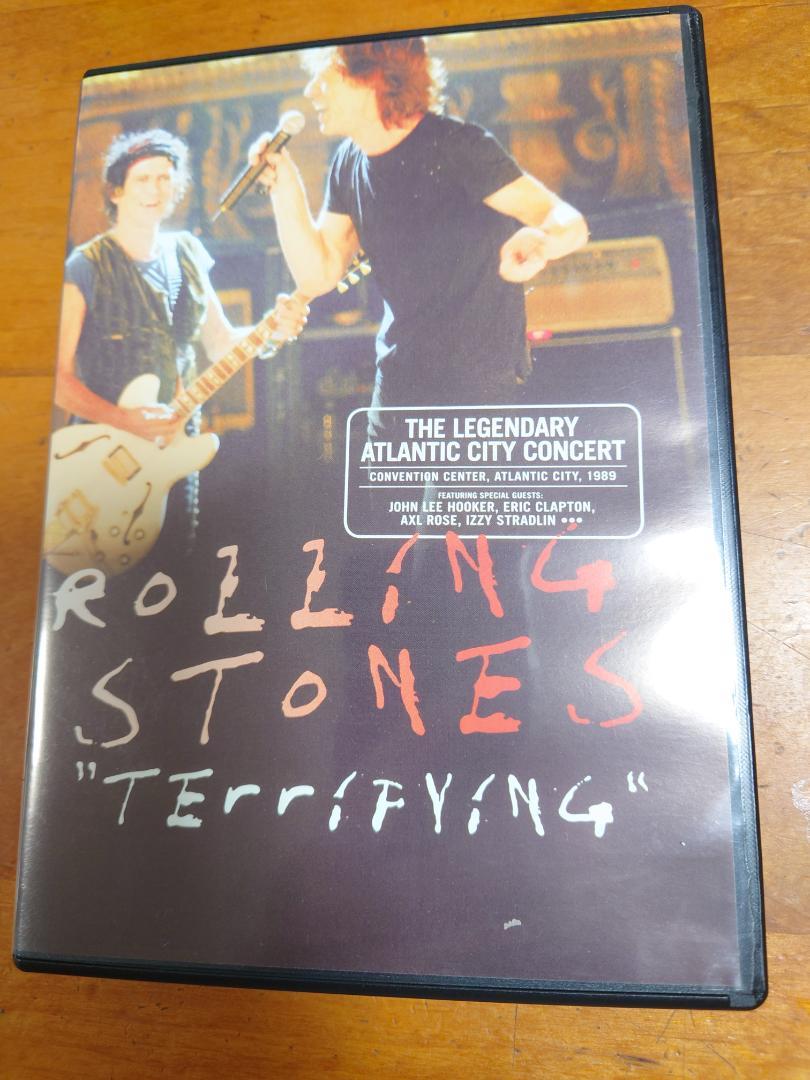 THE LEGENDARY
ATLANTIC CITY CONCERT
CONVENTION CENTER, ATLANTIC CITY, 1989
FEATURING SPECIAL GUESTS:
JOHN LEE HOOKER, ERIC CLAPTON,
AXL ROSE, IZZY STRADLIN •••
ROLLiNG
STONES
"TErriFYiNG"